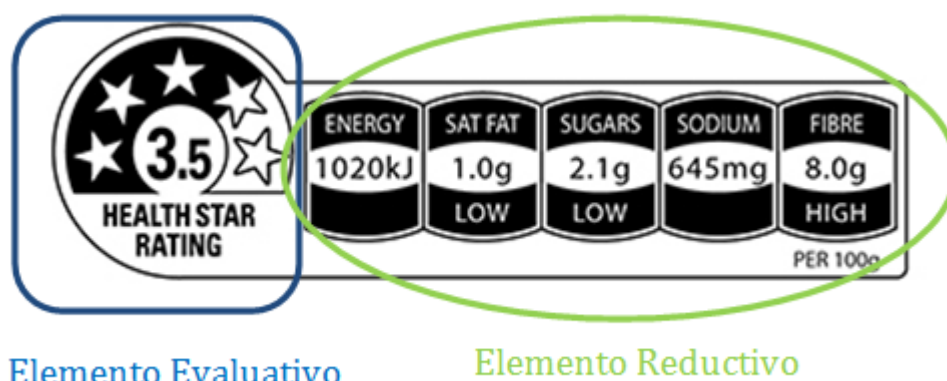 3.5
HEALTH STAR
RATING
ENERGY SAT FAT SUGARS SODIUM FIBRE
1020kJ 1.0g 2.1g 645mg 8.0g
LOW LOW HIGH
PER 100g
Elemento Evaluativo
Elemento Reductivo